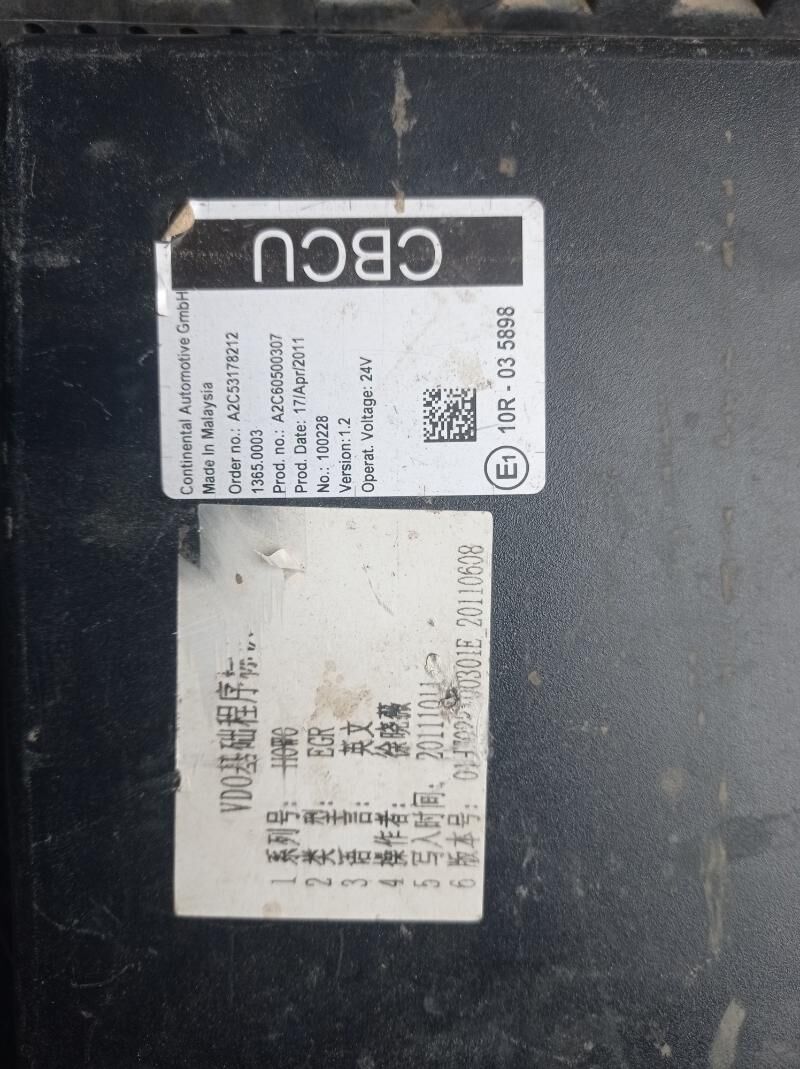 CBCU
Continental Automotive GmbH
Made In Malaysia
Order no.: A2C53178212
1365.0003
Prod. no.: A2C60500307
Prod. Date: 17/Apr/2011
No.: 100228
Version:1.2
Operat. Voltage: 24V
E1 10R - 03 5898
VDO基础程序标
1 系列号: HOWO
2 类 型: EGR
3 语 言: 英文
4 操作者: 徐晓薇
5 写入时间: 20111011
6 版本号: 00301E_20110608